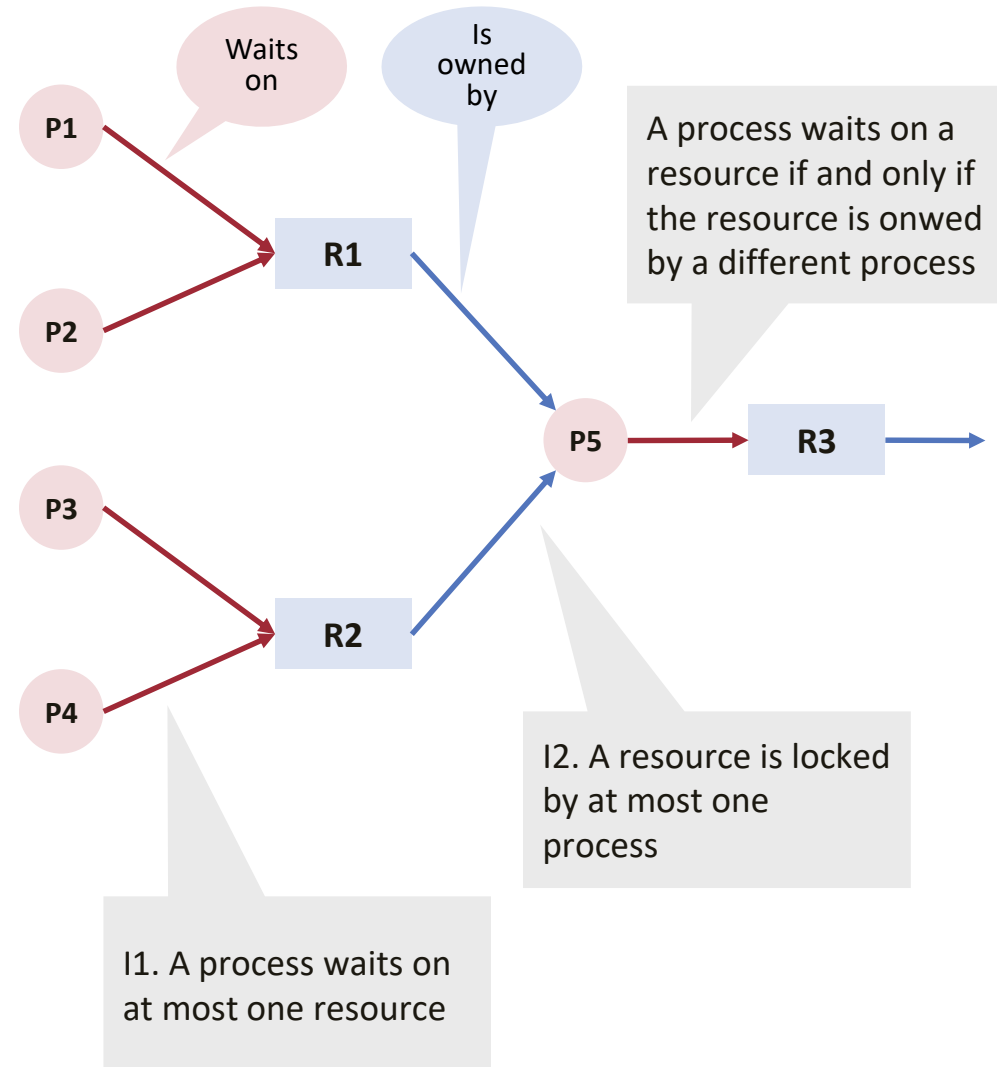 Waits
on
Is
owned
by
P1
A process waits on a
resource if and only if
the resource is onwed
by a different process
R1
P2
P5
R3
P3
R2
P4
I2. A resource is locked
by at most one
process
I1. A process waits on
at most one resource